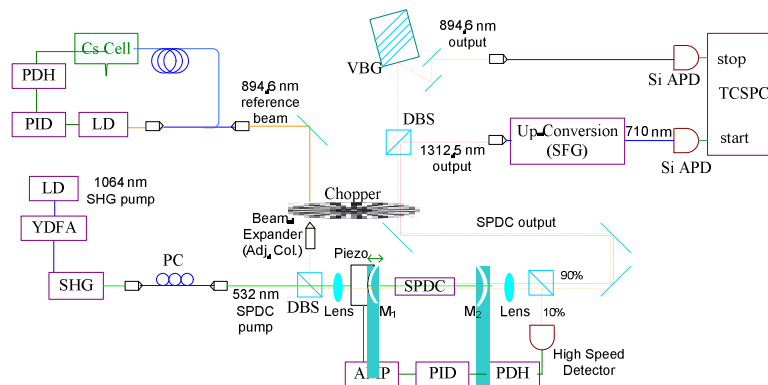 Cs Cell
PDH
PID
LD
894.6 nm
reference
beam
894.6 nm
output
VBG
DBS
1312.5 nm
output
Up-Conversion
(SFG)
710 nm
Si APD
stop
TCSPC
start
Si APD
LD
1064 nm
SHG pump
YDFA
SHG
PC
532 nm
SPDC
pump
Chopper
Beam
Expander
(Adj. Col.)
DBS
Piezo
Lens
M1
SPDC
M2
Lens
SPDC output
90%
10%
High Speed
Detector
AMP
PID
PDH